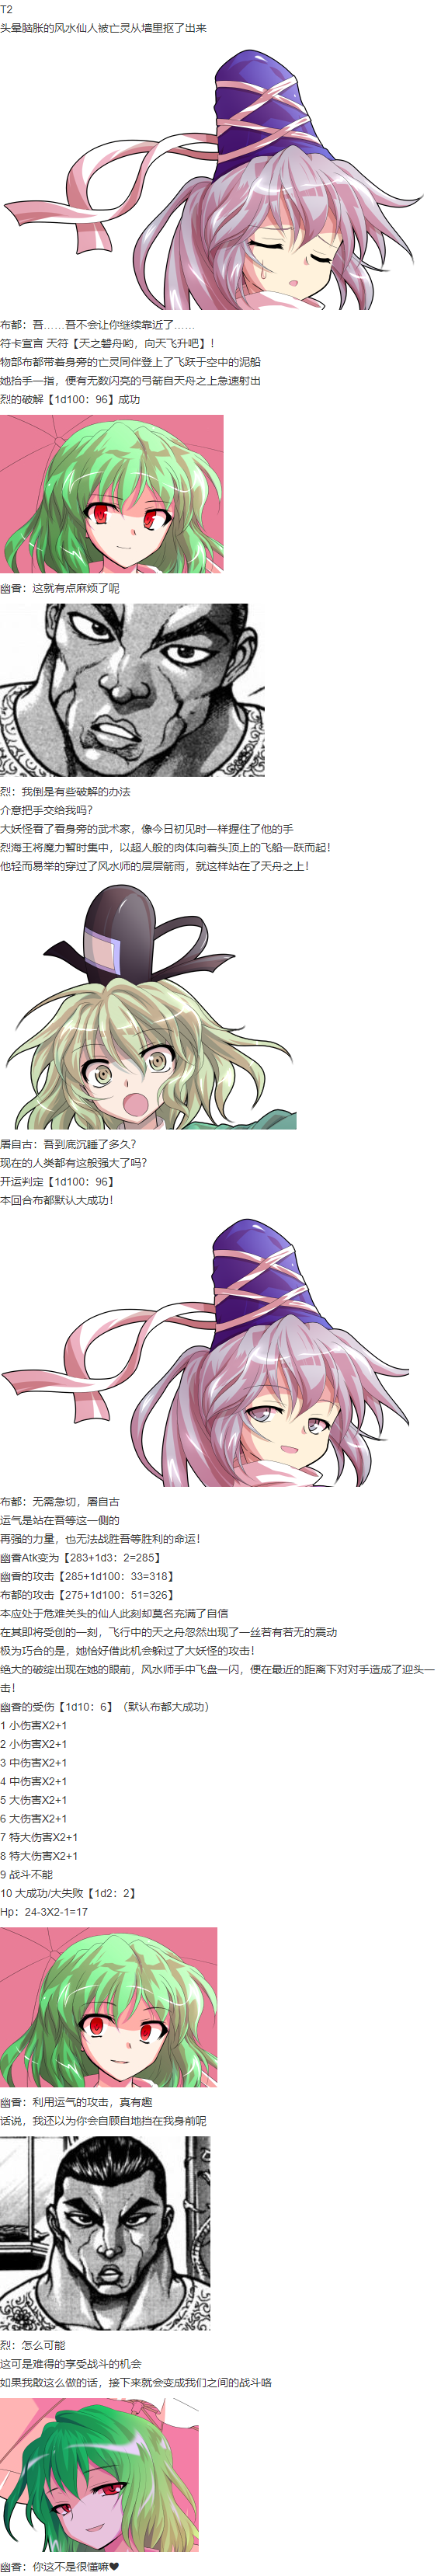 T2
头晕脑胀的风水仙人被亡灵从墙里抠了出来
布都：吾……吾不会让你继续靠近了……
符卡宣言 天符【天之磐舟哟，向天飞升吧】！
物部布都带着身旁的亡灵同伴登上了飞跃于空中的泥船
她抬手一指，便有无数闪亮的弓箭自天舟之上急速射出
烈的破解【1d100：96】成功
幽香：这就有点麻烦了呢
烈：我倒是有些破解的办法
介意把手交给我吗？
大妖怪看了看身旁的武术家，像今日初见时一样握住了他的手
烈海王将魔力暂时集中，以超人般的肉体向着头顶上的飞船一跃而起！
他轻而易举的穿过了风水师的层层箭雨，就这样站在了天舟之上！
屠自古：吾到底沉睡了多久？
现在的人类都有这般强大了吗？
开运判定【1d100：96】
本回合布都默认大成功！
布都：无需急切，屠自古
运气是站在吾等这一侧的
再强的力量，也无法战胜吾等胜利的命运！
幽香Atk变为【283+1d3：2=285】
幽香的攻击【285+1d100：33=318】
布都的攻击【275+1d100：51=326】
本应处于危难关头的仙人此刻却莫名充满了自信
在其即将受创的一刻，飞行中的天之舟忽然出现了一丝若有若无的震动
极为巧合的是，她恰好借此机会躲过了大妖怪的攻击！
绝大的破绽出现在她的眼前，风水师手中飞盘一闪，便在最近的距离下对对手造成了迎头一
击！
幽香的受伤【1d10：6】（默认布都大成功）
1 小伤害X2+1
2 小伤害X2+1
3 中伤害X2+1
4 中伤害X2+1
5 大伤害X2+1
6 大伤害X2+1
7 特大伤害X2+1
8 特大伤害X2+1
9 战斗不能
10 大成功/大失败【1d2：2】
Hp：24-3X2-1=17
幽香：利用运气的攻击，真有趣
话说，我还以为你会自顾自地挡在我身前呢
烈：怎么可能
这可是难得的享受战斗的机会
如果我敢这么做的话，接下来就会变成我们之间的战斗咯
幽香：你这不是很懂嘛♥